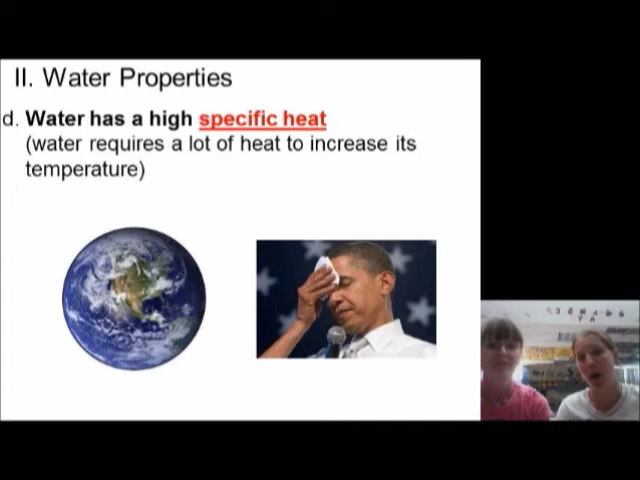 II. Water Properties
d. Water has a high specific heat
(water requires a lot of heat to increase its
temperature)